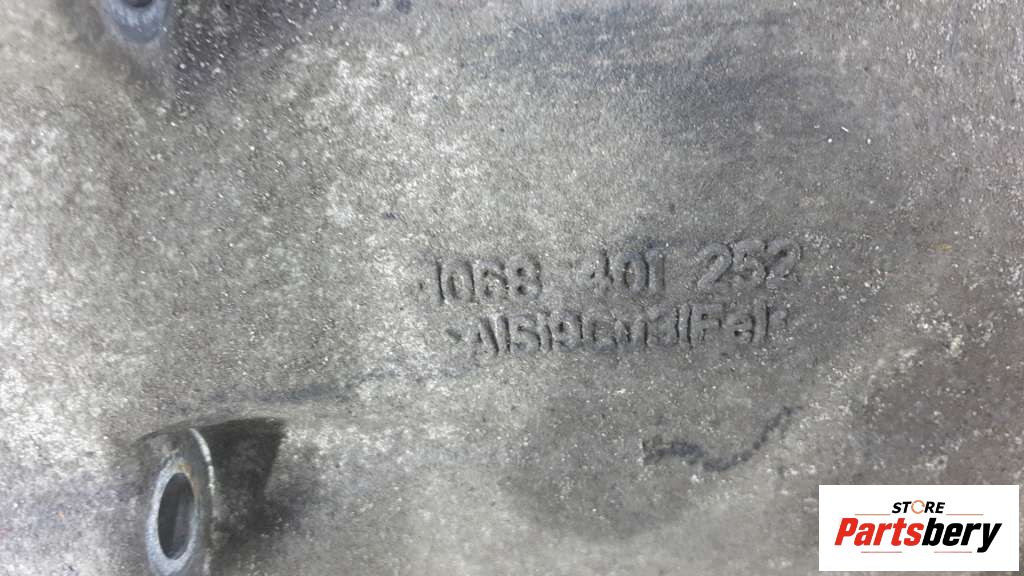 1068 401 252
>AlSi9Cu3(Fe)<
STORE
Partsbery